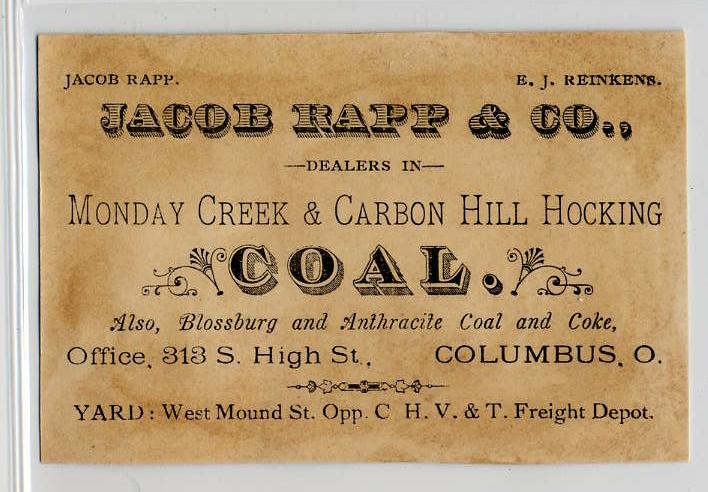 JACOB RAPP. E. J. REINKENS.
JACOB RAPP & CO.,
—DEALERS IN—
MONDAY CREEK & CARBON HILL HOCKING
COAL.
Also, Blossburg and Anthracite Coal and Coke,
Office, 313 S. High St., COLUMBUS, O.
YARD: West Mound St. Opp. C H. V. & T. Freight Depot.